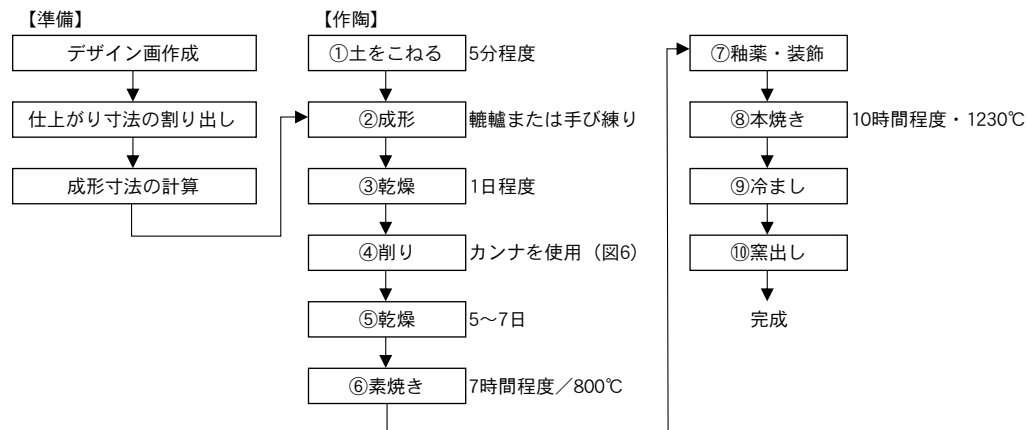 【準備】
デザイン画作成
仕上がり寸法の割り出し
成形寸法の計算
【作陶】
①土をこねる 5分程度
②成形 轆轤または手び練り
③乾燥 1日程度
④削り カンナを使用（図6）
⑤乾燥 5〜7日
⑥素焼き 7時間程度／800℃
⑦釉薬・装飾
⑧本焼き 10時間程度・1230℃
⑨冷まし
⑩窯出し
完成